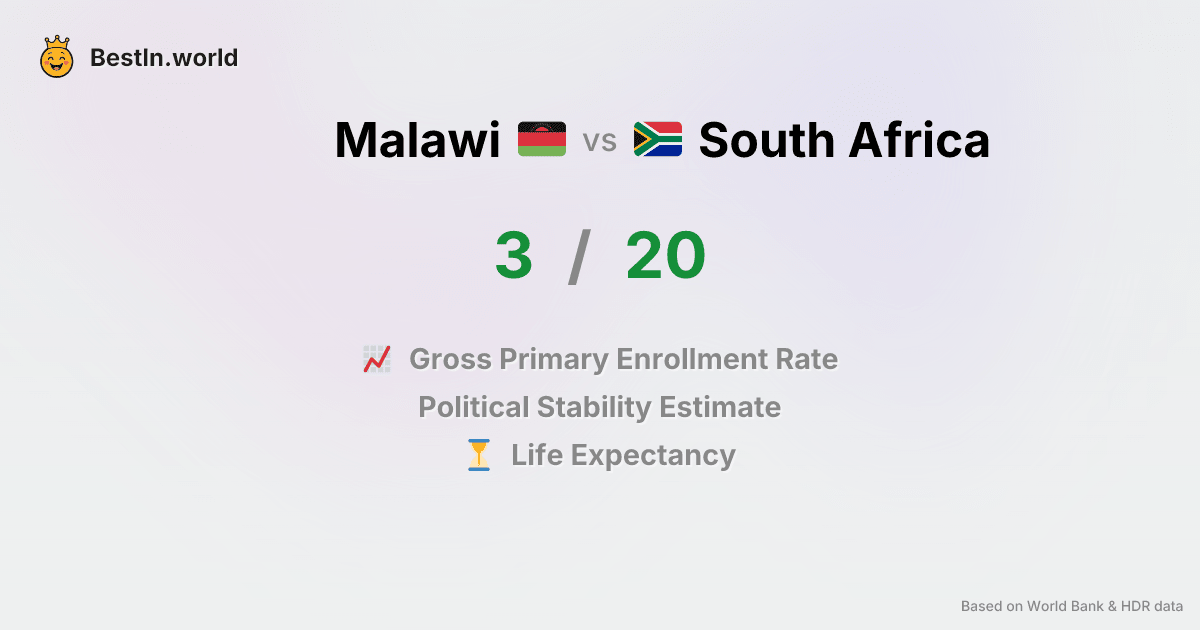 BestIn.world
Malawi vs South Africa
3 / 20
Gross Primary Enrollment Rate
Political Stability Estimate
Life Expectancy
Based on World Bank & HDR data